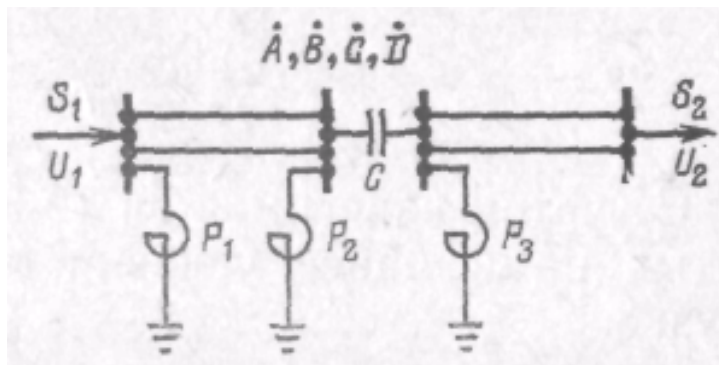 Ȧ, Ḃ, Ċ, Ḋ
S₁
S₂
U₁
C
U₂
P₁
P₂
P₃